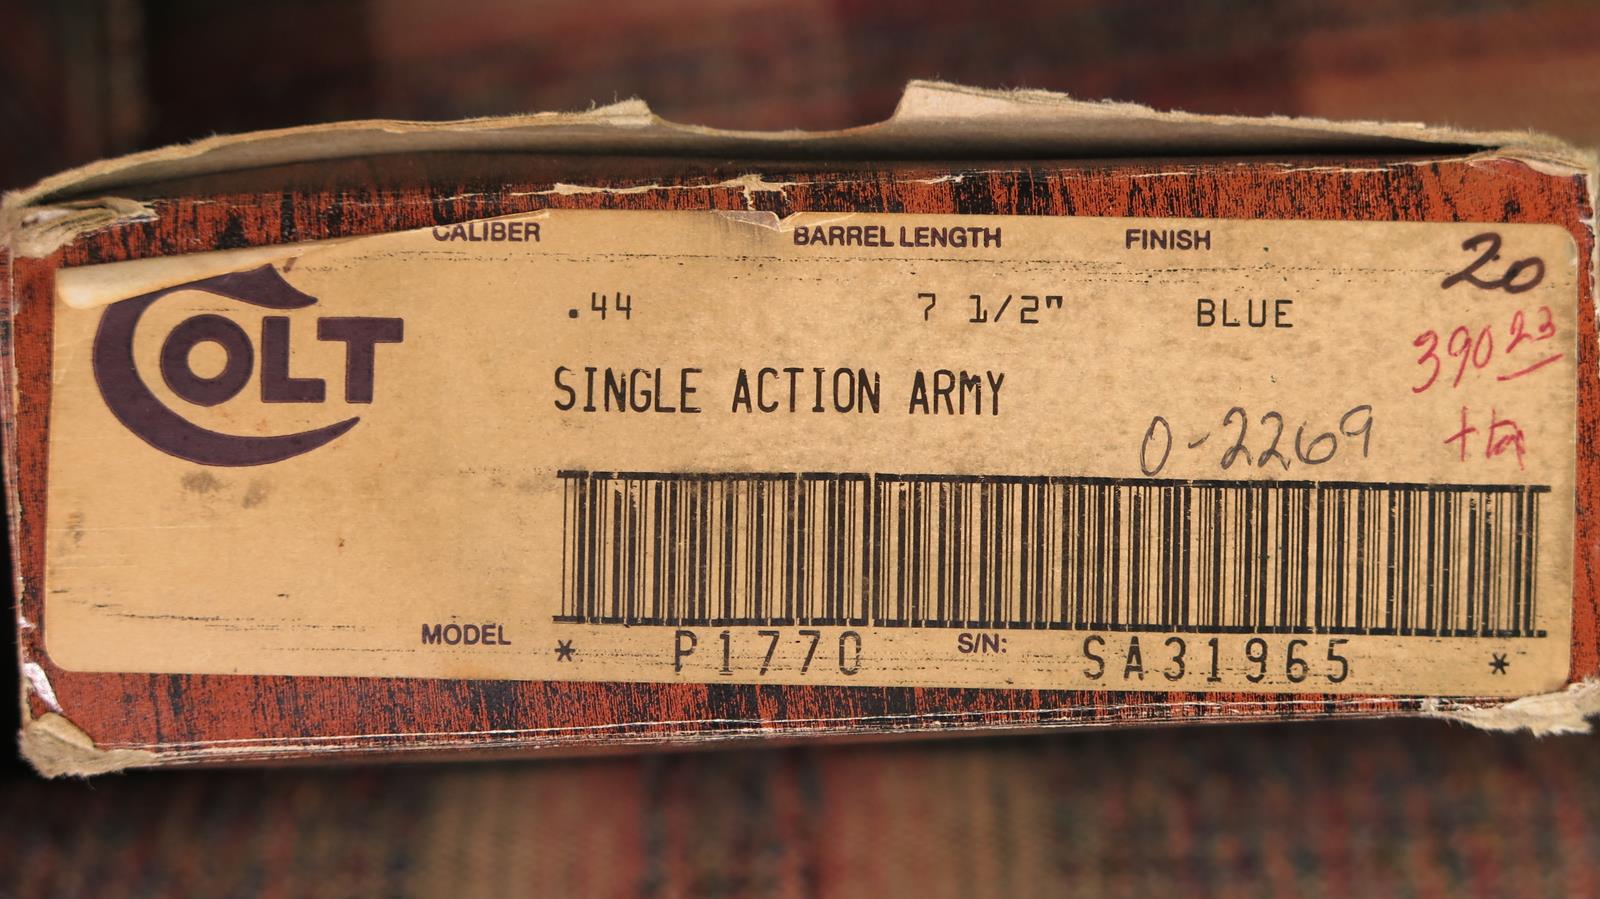 CALIBER BARREL LENGTH FINISH 20
COLT .44 7 1/2" BLUE
390 23
SINGLE ACTION ARMY
0-2269 + tax
MODEL * P1770 S/N: SA31965 *